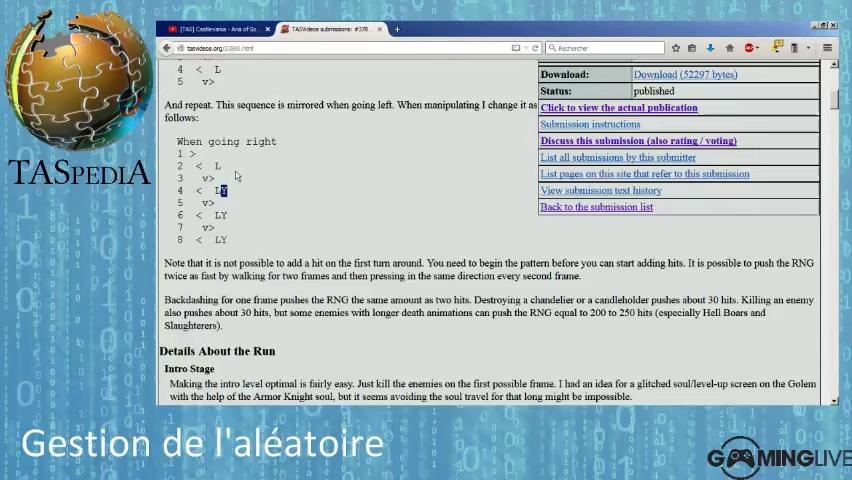 [TAS] Castlevania - Ana of So...
TASVideos submissions: #378...
tasvideos.org/3786S.html
Rechercher
4 < L
5 v>
And repeat. This sequence is mirrored when going left. When manipulating I change it as
follows:
When going right
1 >
2 < L
3 v>
4 < LY
5 v>
6 < LY
7 v>
8 < LY
Download: Download (52297 bytes)
Status: published
Click to view the actual publication
Submission instructions
Discuss this submission (also rating / voting)
List all submissions by this submitter
List pages on this site that refer to this submission
View submission text history
Back to the submission list
Note that it is not possible to add a hit on the first turn around. You need to begin the pattern before you can start adding hits. It is possible to push the RNG
twice as fast by walking for two frames and then pressing in the same direction every second frame.
Backdashing for one frame pushes the RNG the same amount as two hits. Destroying a chandelier or a candleholder pushes about 30 hits. Killing an enemy
also pushes about 30 hits, but some enemies with longer death animations can push the RNG equal to 200 to 250 hits (especially Hell Boars and
Slaughterers).
Details About the Run
Intro Stage
Making the intro level optimal is fairly easy. Just kill the enemies on the first possible frame. I had an idea for a glitched soul/level-up screen on the Golem
with the help of the Armor Knight soul, but it seems avoiding the soul travel for that long might be impossible.
TASPEDIA
Gestion de l'aléatoire
GAMINGLIVE